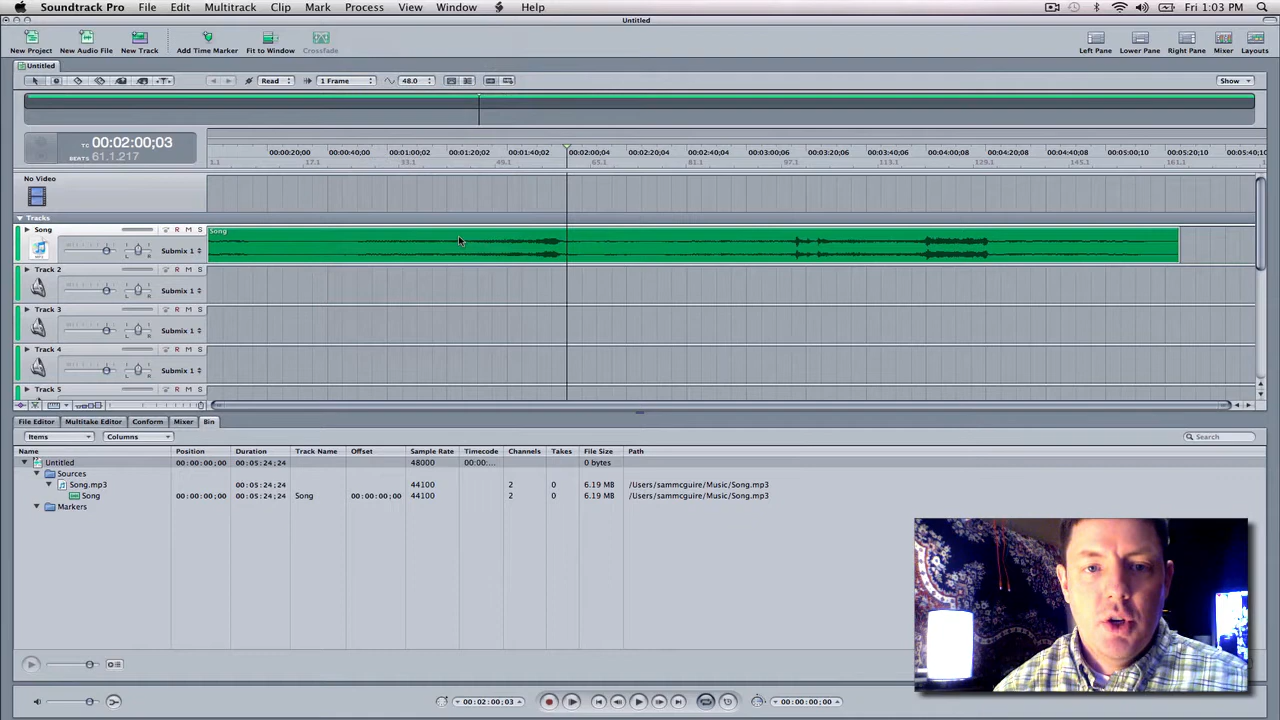 Soundtrack Pro File Edit Multitrack Clip Mark Process View Window Help Fri 1:03 PM
Untitled
New Project New Audio File New Track Add Time Marker Fit to Window Crossfade Left Pane Lower Pane Right Pane Mixer Layouts
Untitled
Read 1 Frame 48.0 Show
TC 00:02:00;03
BEATS 61.1.217
00:00:20;00 00:00:40;00 00:01:00;02 00:01:20;02 00:01:40;02 00:02:00;04 00:02:20;04 00:02:40;04 00:03:00;06 00:03:20;06 00:03:40;06 00:04:00;08 00:04:20;08 00:04:40;08 00:05:00;10 00:05:20;10 00:05:40;10
1.1 17.1 33.1 49.1 65.1 81.1 97.1 113.1 129.1 145.1 161.1
No Video
Tracks
Song R M S Song
Submix 1 L R
Track 2 R M S
Submix 1 L R
Track 3 R M S
Submix 1 L R
Track 4 R M S
Submix 1 L R
Track 5 R M S
File Editor Multitake Editor Conform Mixer Bin
Items Columns Search
Name Position Duration Track Name Offset Sample Rate Timecode Channels Takes File Size Path
Untitled 00:00:00;00 00:05:24;24 48000 00:00:... 0 bytes
Sources
Song.mp3 00:05:24;24 44100 2 0 6.19 MB /Users/sammcguire/Music/Song.mp3
Song 00:00:00;00 00:05:24;24 Song 00:00:00;00 44100 2 0 6.19 MB /Users/sammcguire/Music/Song.mp3
Markers
00:02:00;03 00:00:00;00